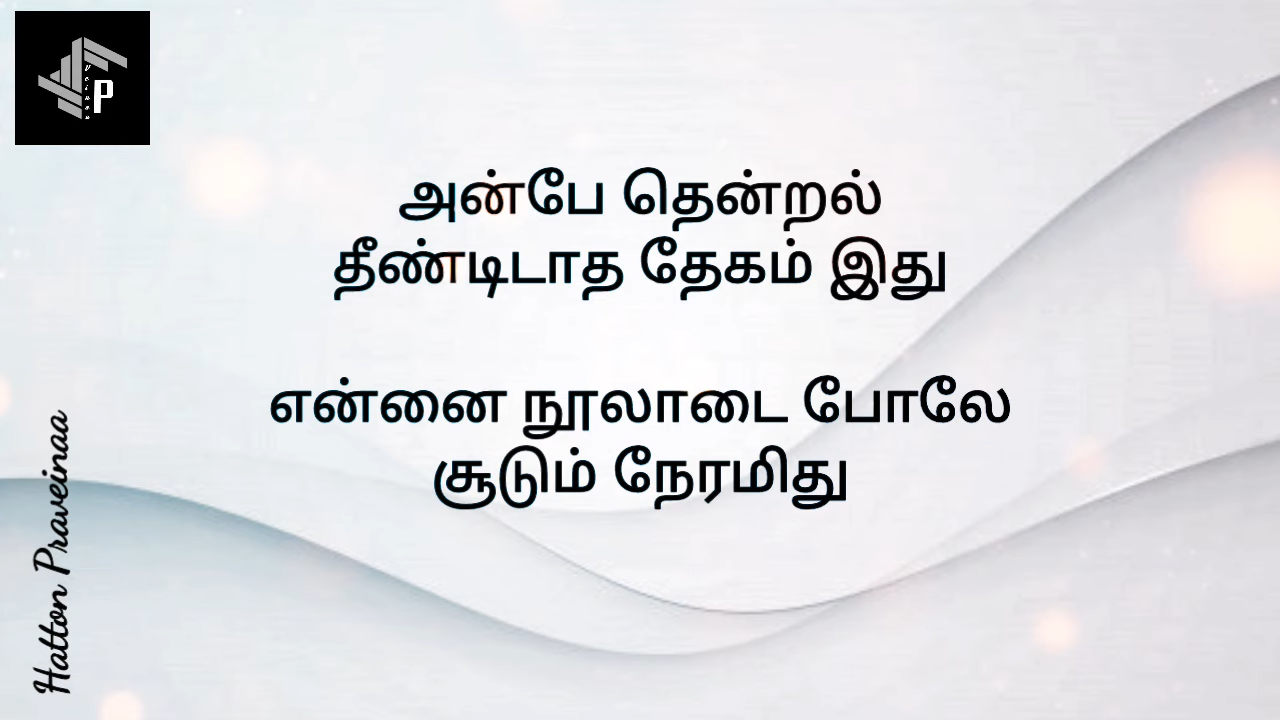 P
அன்பே தென்றல்
தீண்டிடாத தேகம் இது
என்னை நூலாடை போலே
சூடும் நேரமிது
Hatton Praveinaa